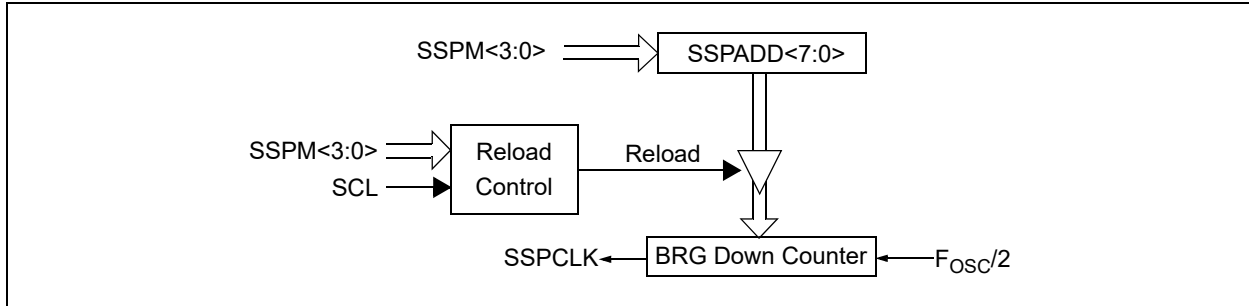 SSPM<3:0>
SSPADD<7:0>
SSPM<3:0>
SCL
Reload
Control
Reload
SSPCLK
BRG Down Counter
FOSC/2